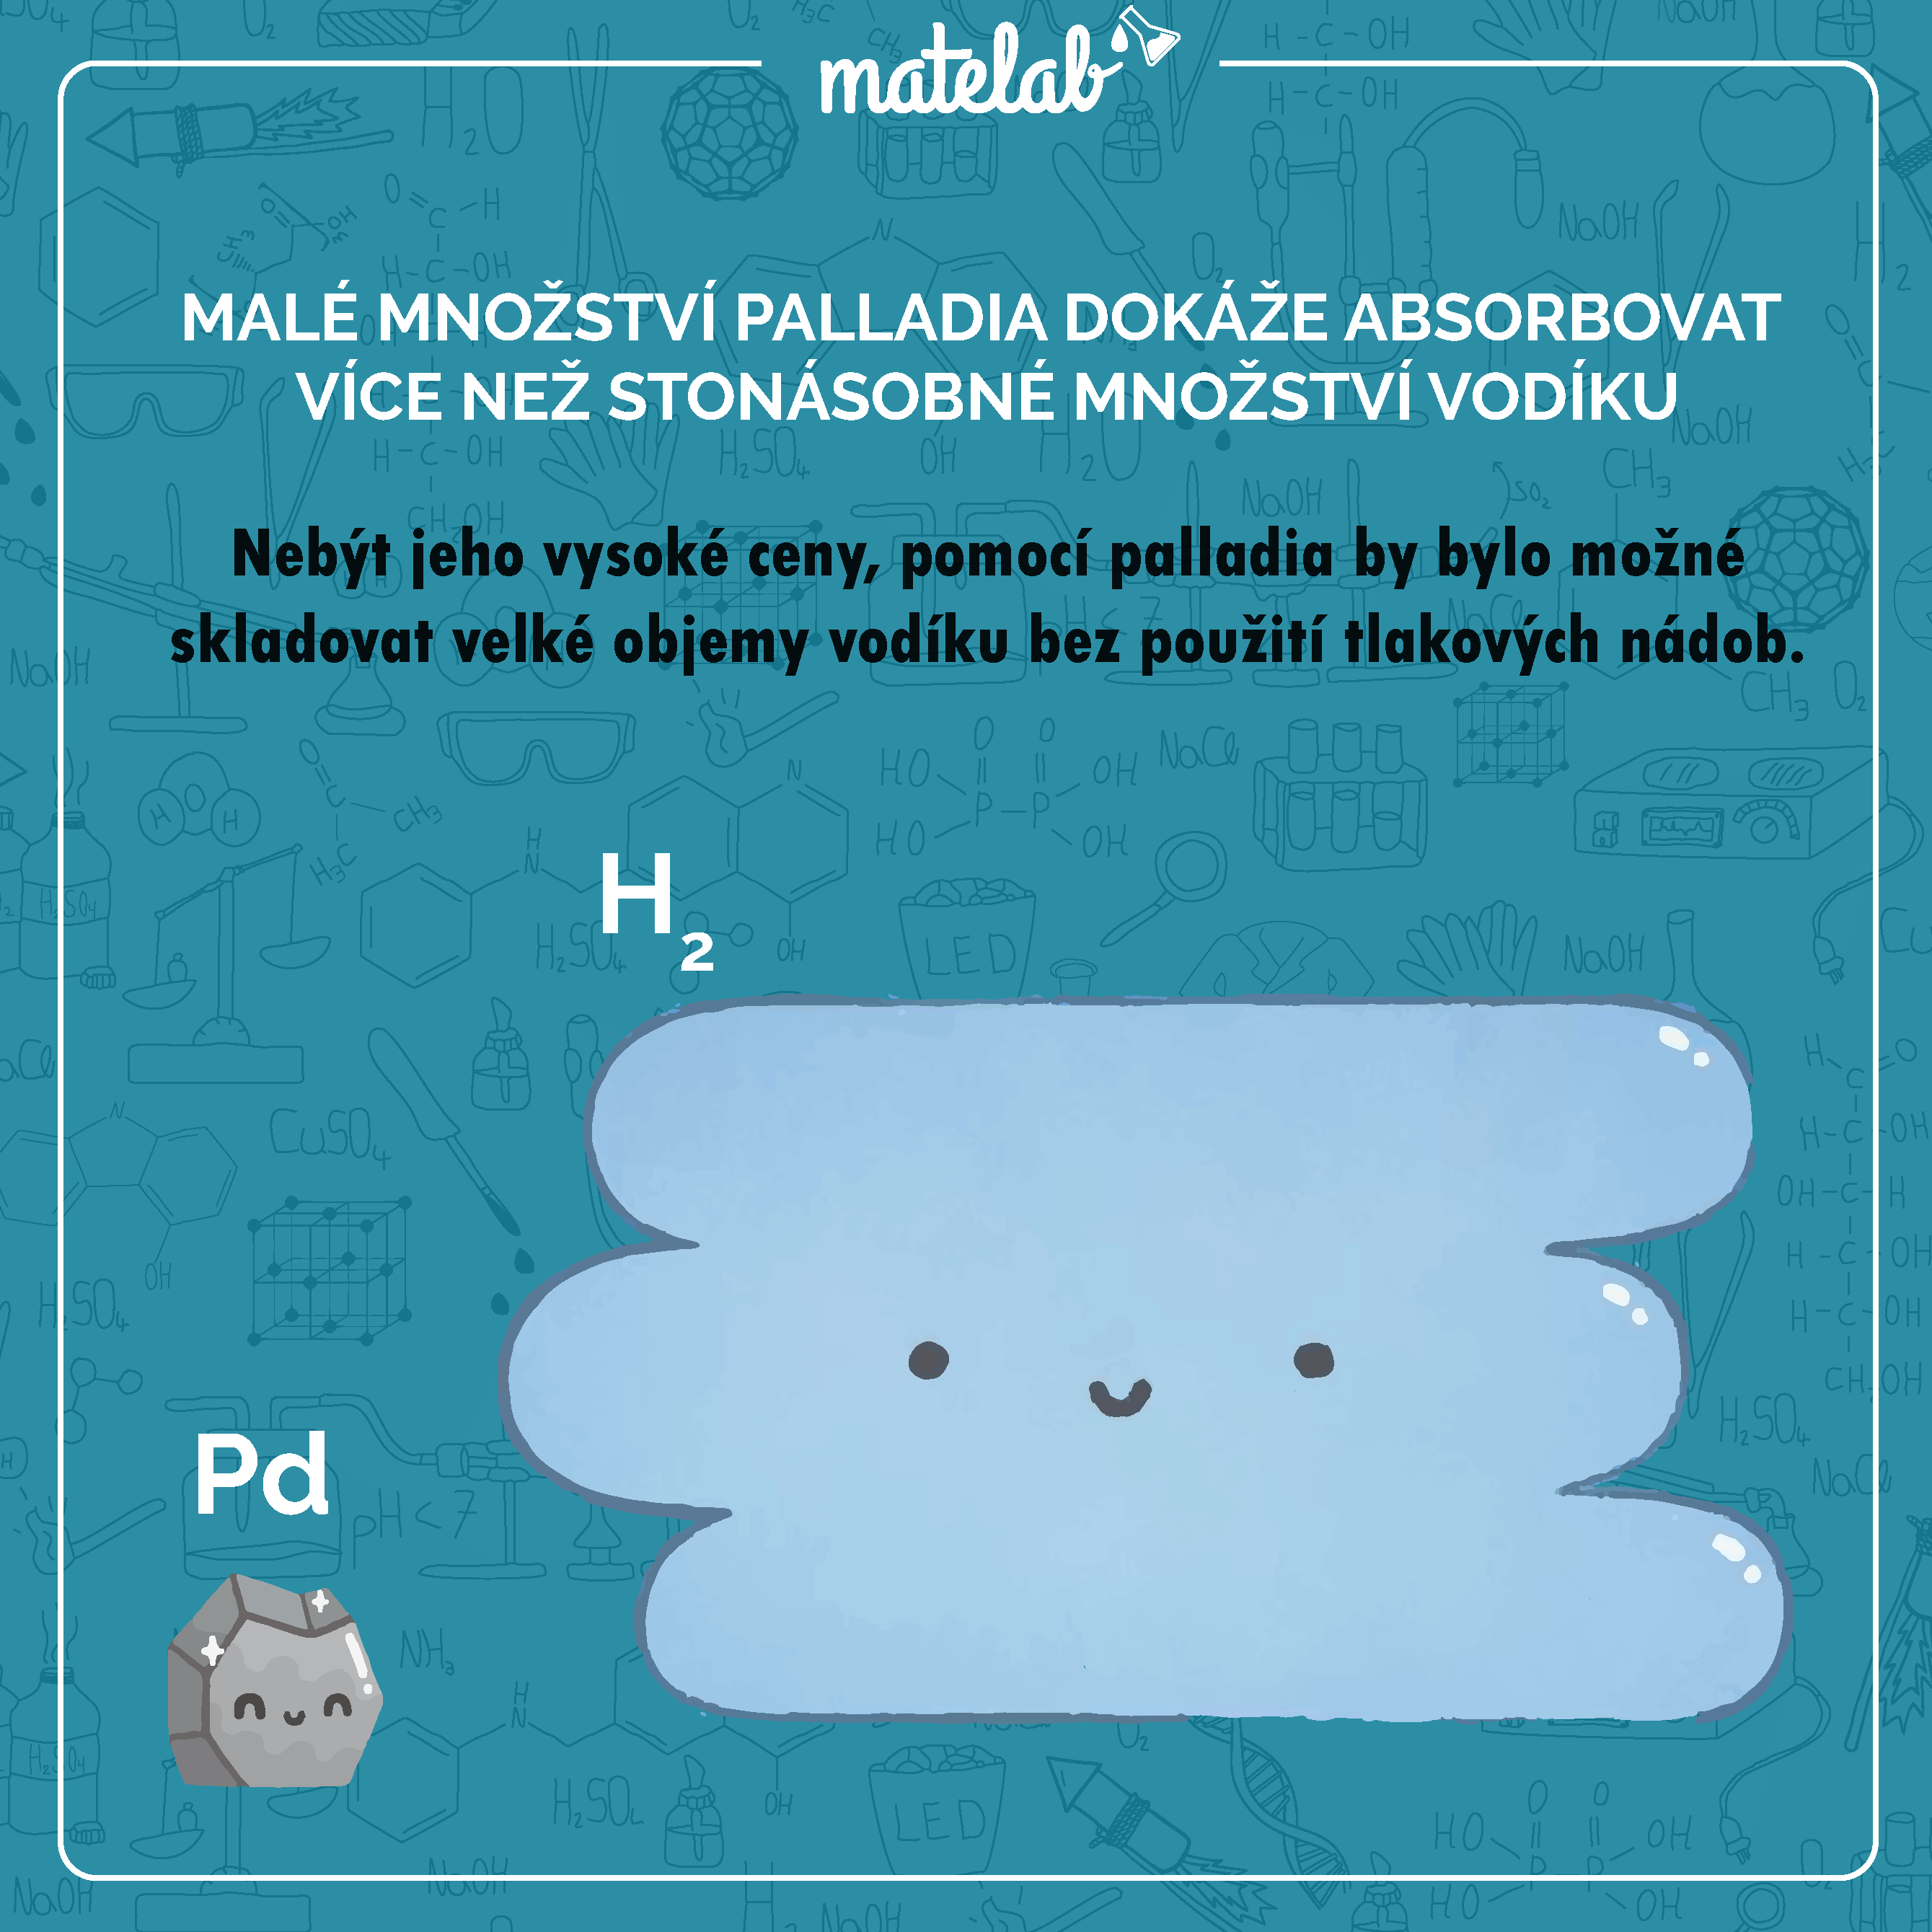 matelab
MALÉ MNOŽSTVÍ PALLADIA DOKÁŽE ABSORBOVAT
VÍCE NEŽ STONÁSOBNÉ MNOŽSTVÍ VODÍKU
Nebýt jeho vysoké ceny, pomocí palladia by bylo možné
skladovat velké objemy vodíku bez použití tlakových nádob.
H₂
Pd